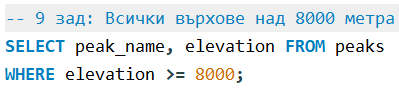 -- 9 зад: Всички върхове над 8000 метра
SELECT peak_name, elevation FROM peaks
WHERE elevation >= 8000;